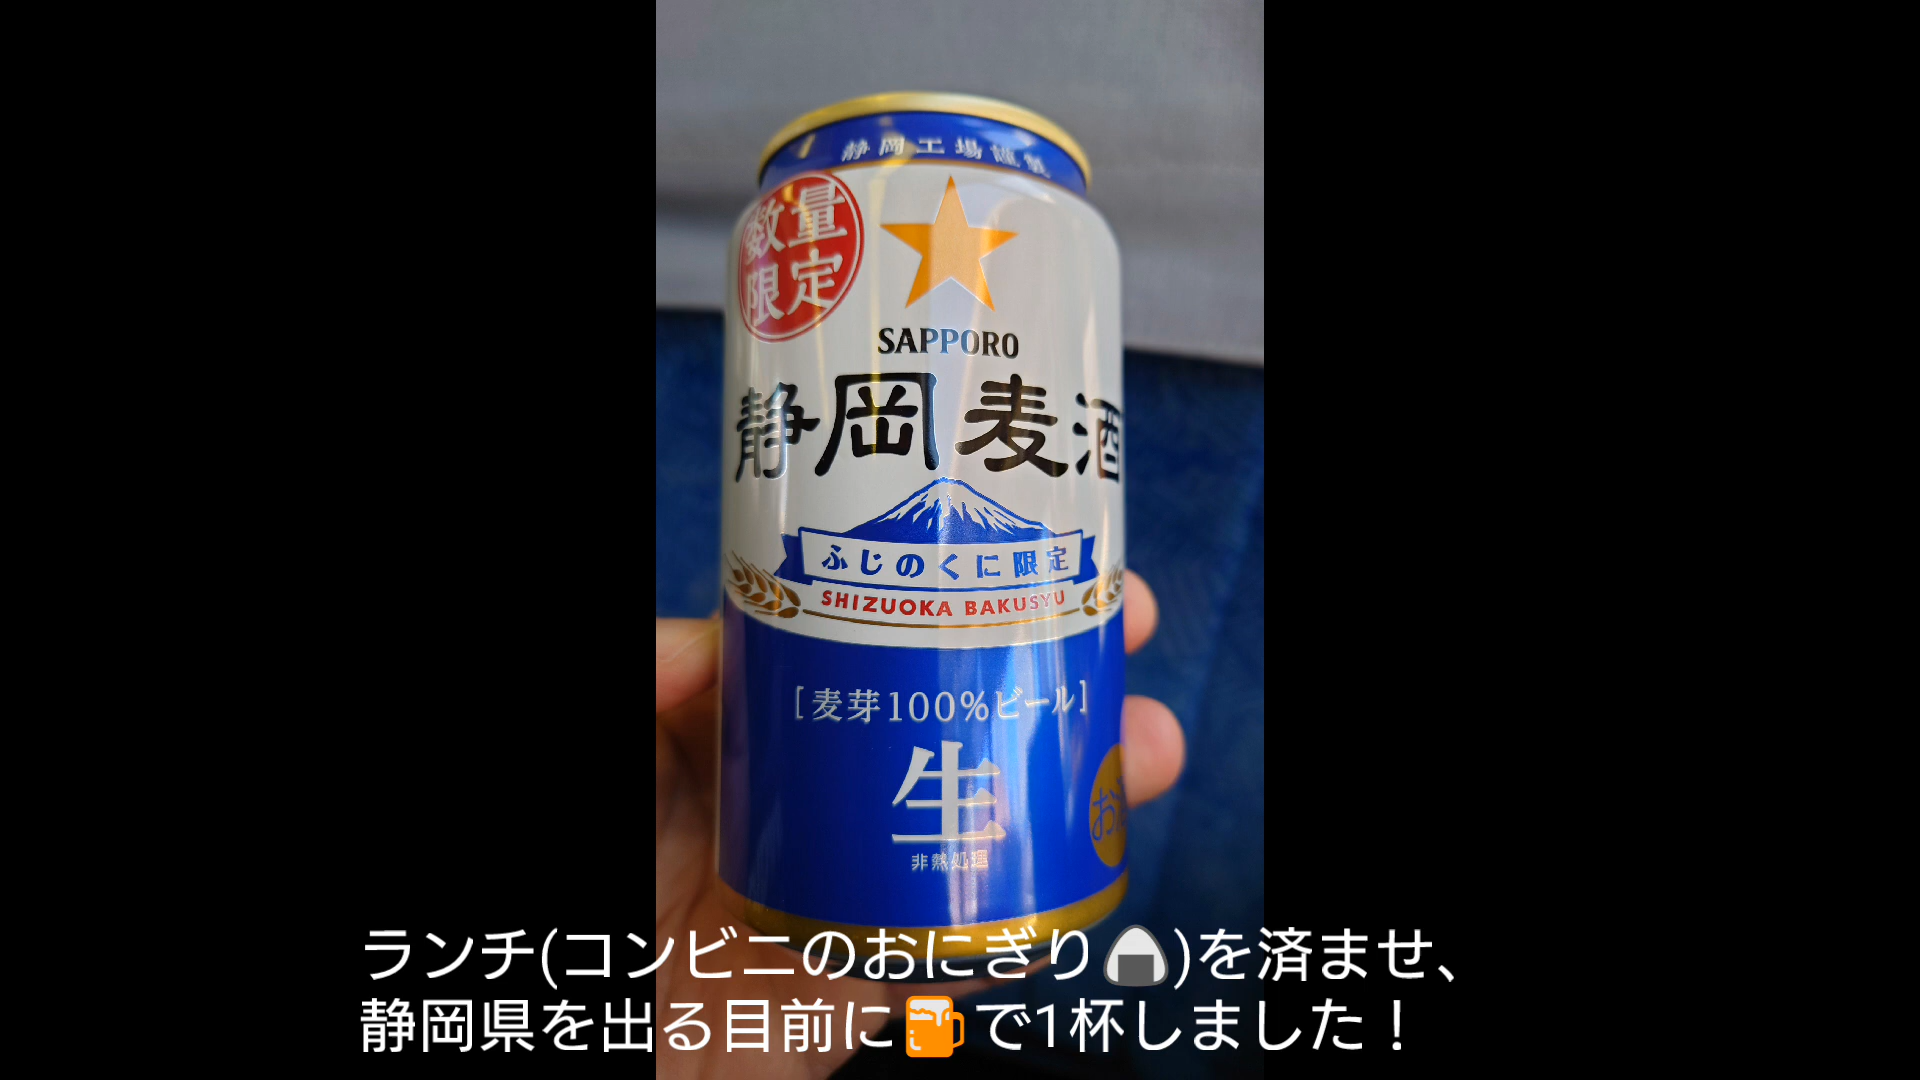 静岡工場謹製
数量
限定
SAPPORO
静岡麦酒
ふじのくに限定
SHIZUOKA BAKUSYU
[麦芽100%ビール]
生
非熱処理
ランチ(コンビニのおにぎり🍙)を済ませ、
静岡県を出る目前に🍺で1杯しました！